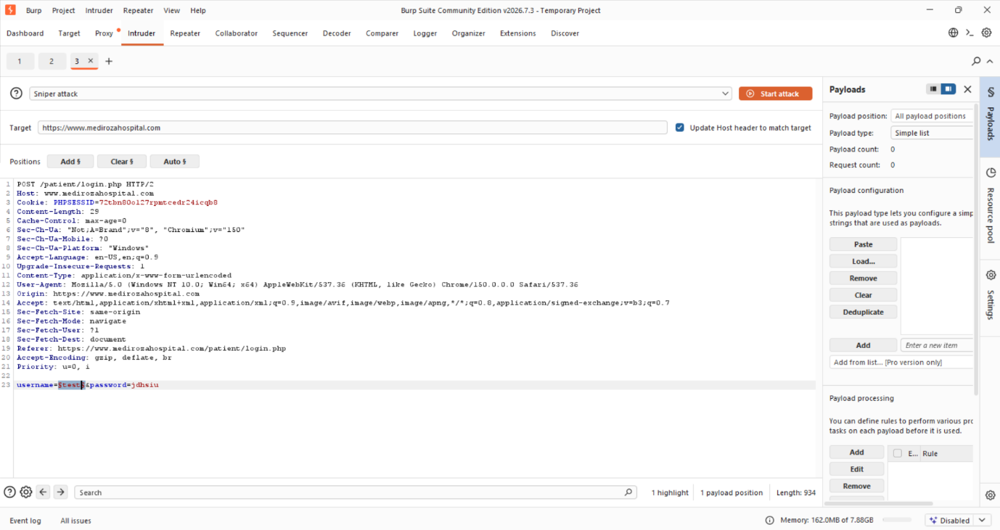 Burp Project Intruder Repeater View Help Burp Suite Community Edition v2026.7.3 - Temporary Project
Dashboard Target Proxy Intruder Repeater Collaborator Sequencer Decoder Comparer Logger Organizer Extensions Discover
1 2 3 × +
Sniper attack
Start attack
Target https://www.medirozahospital.com Update Host header to match target
Positions Add § Clear § Auto §
1 POST /patient/login.php HTTP/2
2 Host: www.medirozahospital.com
3 Cookie: PHPSESSID=72tbn80ol27rpmtcedr24icqb8
4 Content-Length: 29
5 Cache-Control: max-age=0
6 Sec-Ch-Ua: "Not;A=Brand";v="8", "Chromium";v="150"
7 Sec-Ch-Ua-Mobile: ?0
8 Sec-Ch-Ua-Platform: "Windows"
9 Accept-Language: en-US,en;q=0.9
10 Upgrade-Insecure-Requests: 1
11 Content-Type: application/x-www-form-urlencoded
12 User-Agent: Mozilla/5.0 (Windows NT 10.0; Win64; x64) AppleWebKit/537.36 (KHTML, like Gecko) Chrome/150.0.0.0 Safari/537.36
13 Origin: https://www.medirozahospital.com
14 Accept: text/html,application/xhtml+xml,application/xml;q=0.9,image/avif,image/webp,image/apng,*/*;q=0.8,application/signed-exchange;v=b3;q=0.7
15 Sec-Fetch-Site: same-origin
16 Sec-Fetch-Mode: navigate
17 Sec-Fetch-User: ?1
18 Sec-Fetch-Dest: document
19 Referer: https://www.medirozahospital.com/patient/login.php
20 Accept-Encoding: gzip, deflate, br
21 Priority: u=0, i
22
23 username=§test§&password=jdhsiu
Search 1 highlight 1 payload position Length: 934
Payloads
Payload position: All payload positions
Payload type: Simple list
Payload count: 0
Request count: 0
Payload configuration
This payload type lets you configure a simp
strings that are used as payloads.
Paste
Load...
Remove
Clear
Deduplicate
Add Enter a new item
Add from list... [Pro version only]
Payload processing
You can define rules to perform various pro
tasks on each payload before it is used.
Add E... Rule
Edit
Remove
§ Payloads
Resource pool
Settings
Event log All issues Memory: 162.0MB of 7.88GB Disabled